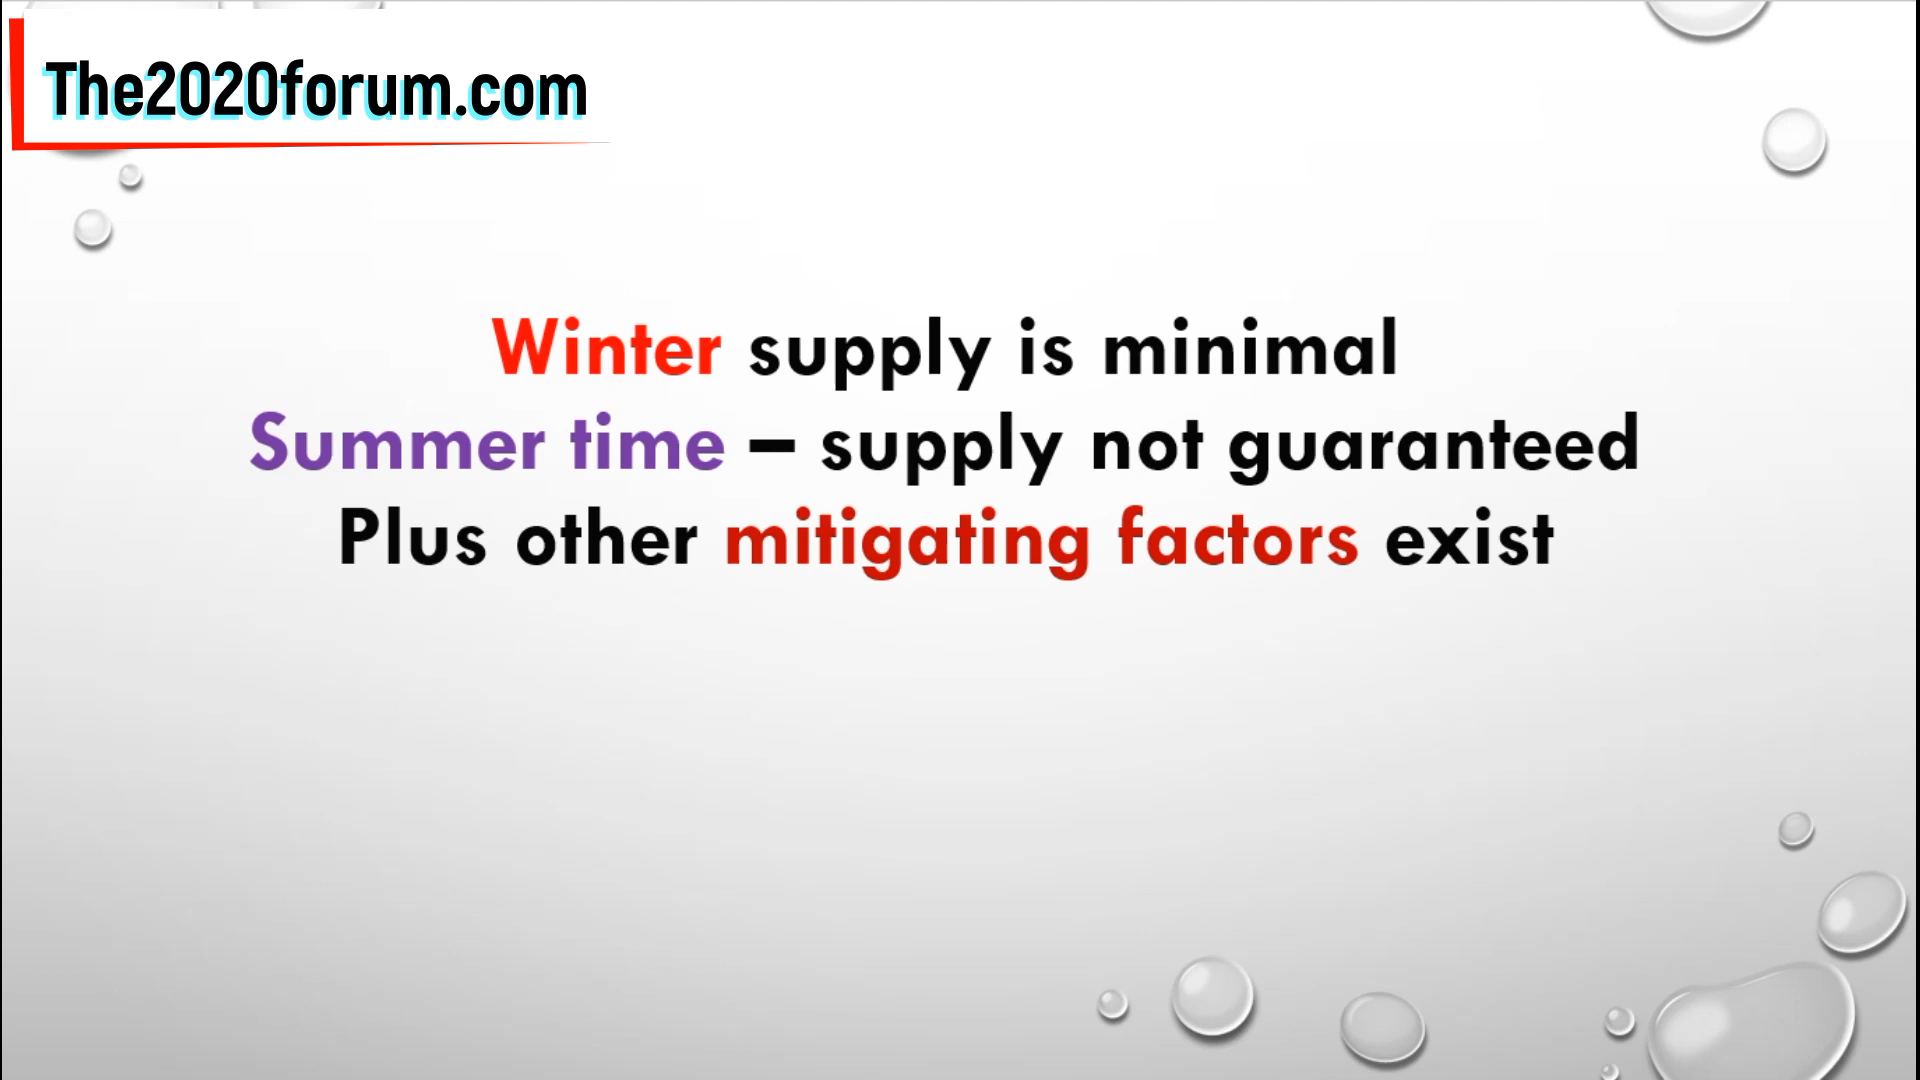 The2020forum.com
Winter supply is minimal
Summer time – supply not guaranteed
Plus other mitigating factors exist